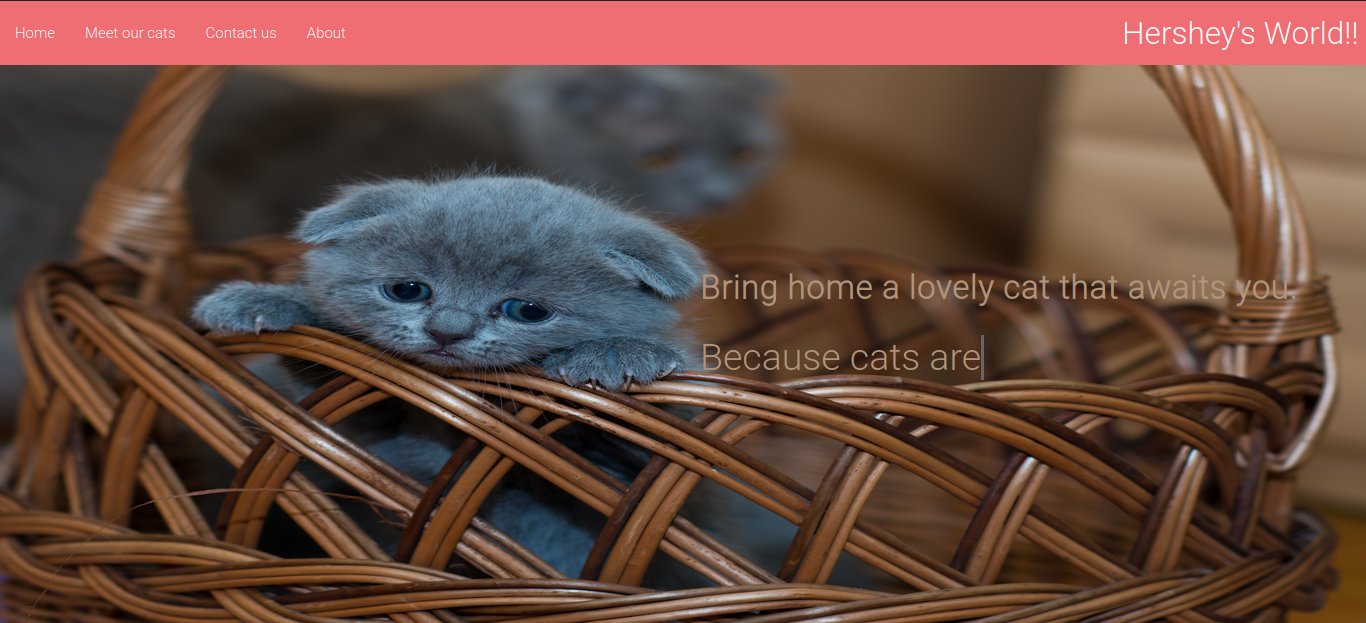 Home
Meet our cats
Contact us
About
Hershey's World!!
Bring home a lovely cat that awaits you.
Because cats are